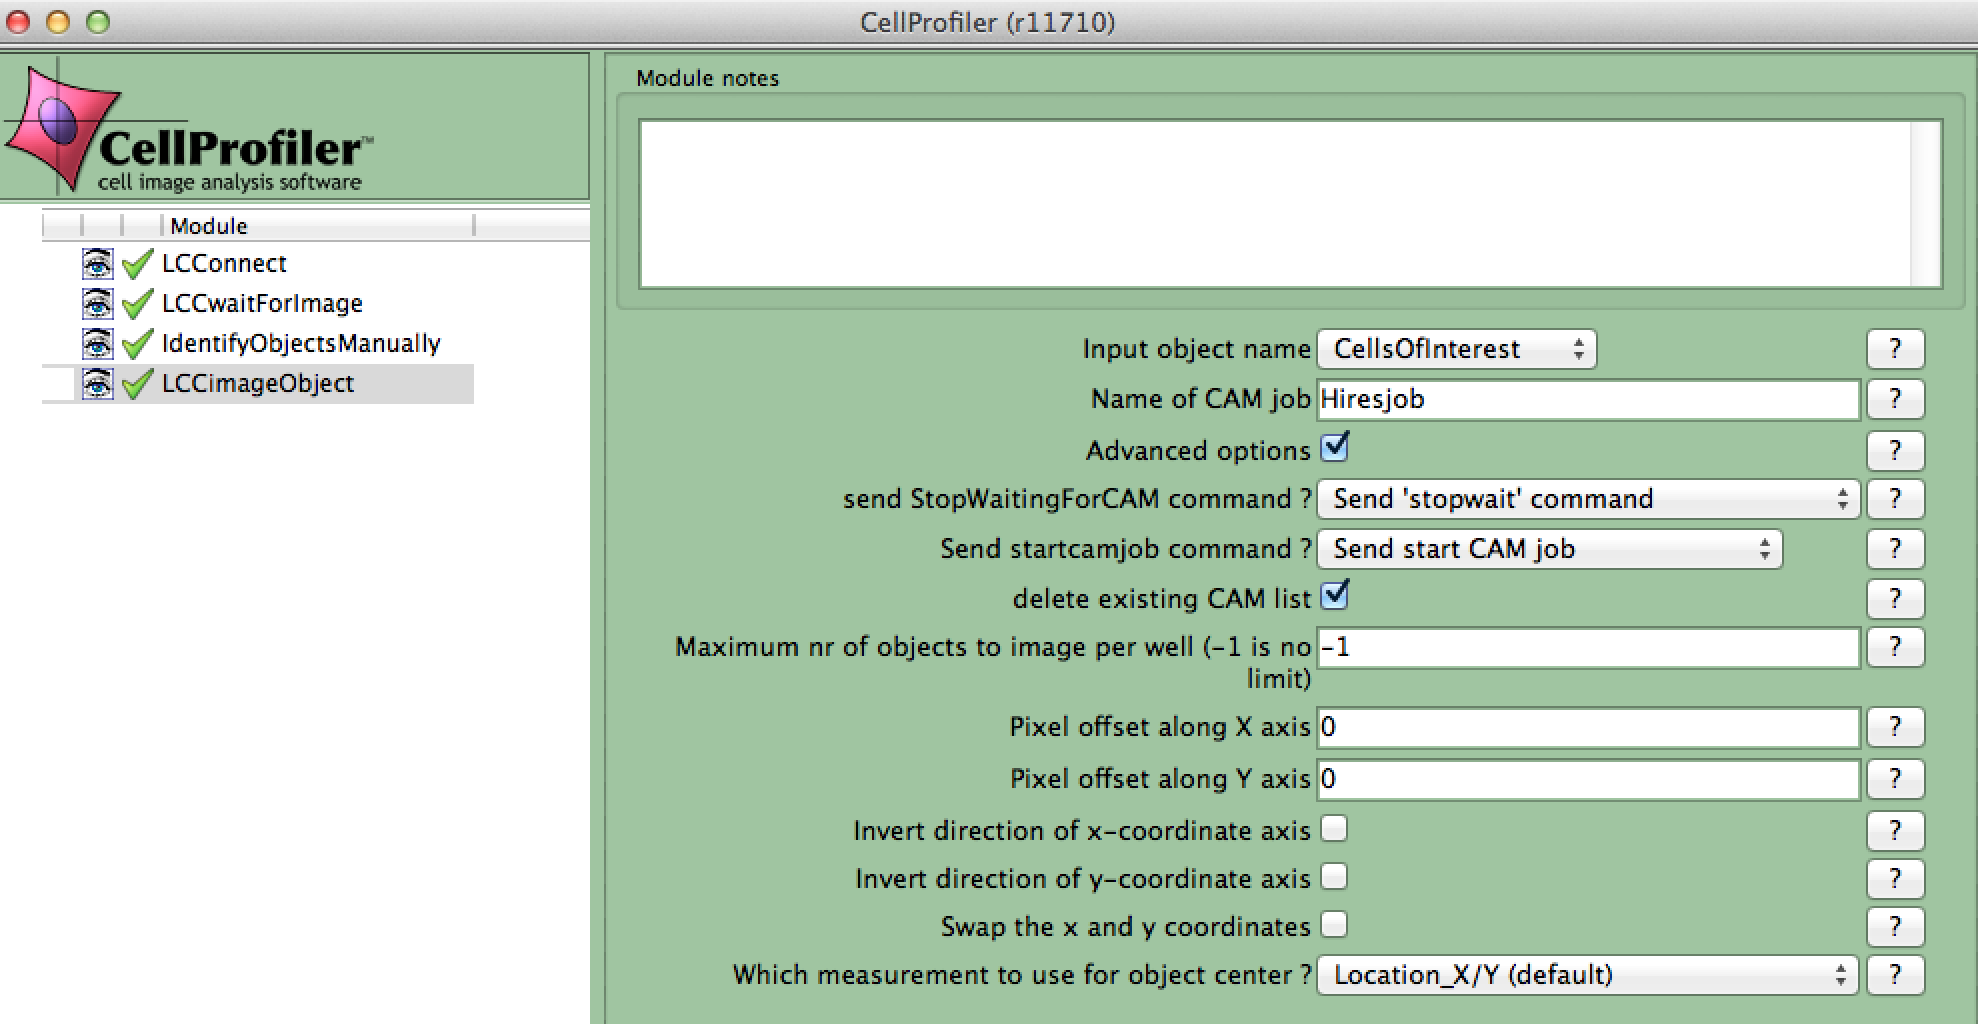 CellProfiler (r11710)
CellProfiler™
cell image analysis software
Module
LCConnect
LCCwaitForImage
IdentifyObjectsManually
LCCimageObject
Module notes
Input object name CellsOfInterest ?
Name of CAM job Hiresjob ?
Advanced options ?
send StopWaitingForCAM command ? Send 'stopwait' command ?
Send startcamjob command ? Send start CAM job ?
delete existing CAM list ?
Maximum nr of objects to image per well (-1 is no -1 ?
limit)
Pixel offset along X axis 0 ?
Pixel offset along Y axis 0 ?
Invert direction of x-coordinate axis ?
Invert direction of y-coordinate axis ?
Swap the x and y coordinates ?
Which measurement to use for object center ? Location_X/Y (default) ?